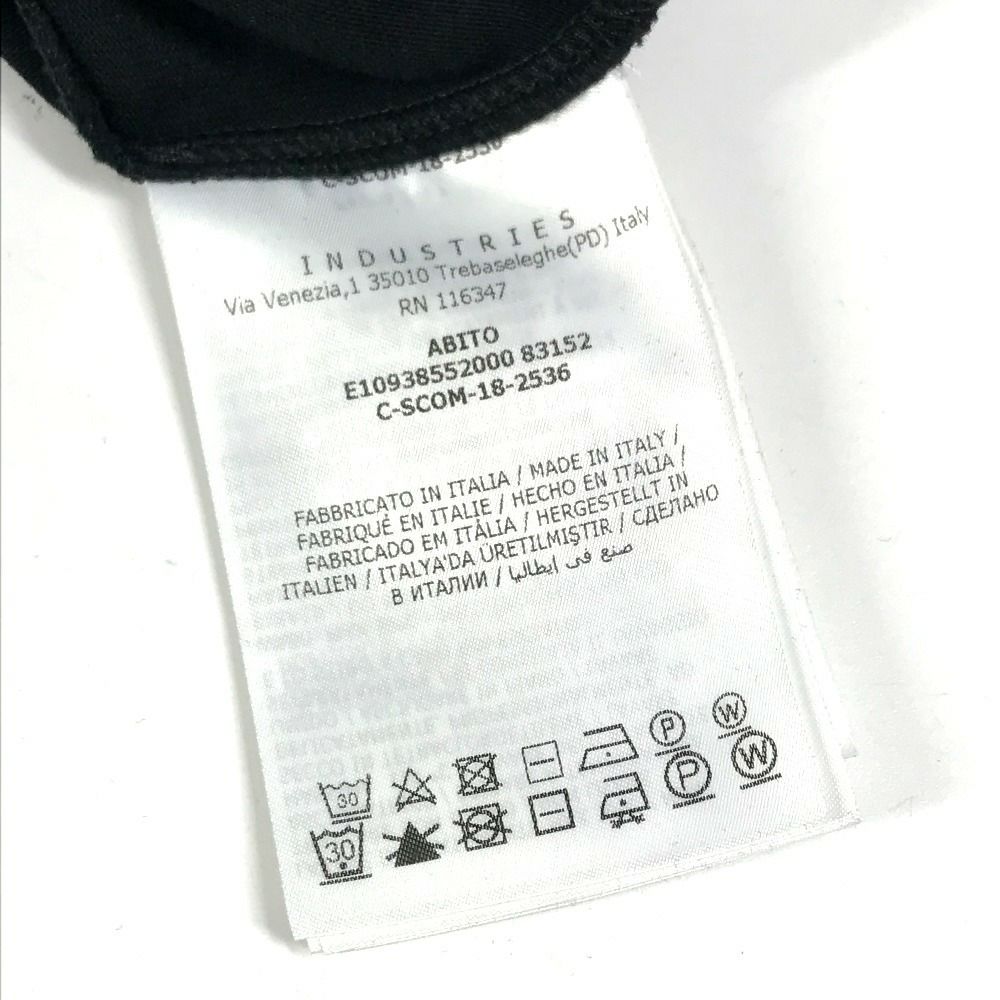 C-SCOM-18-2536
INDUSTRIES
Via Venezia,1 35010 Trebaseleghe(PD) Italy
RN 116347
ABITO
E10938552000 83152
C-SCOM-18-2536
FABBRICATO IN ITALIA / MADE IN ITALY /
FABRIQUÉ EN ITALIE / HECHO EN ITALIA /
FABRICADO EM ITÁLIA / HERGESTELLT IN
ITALIEN / ITALYA'DA ÜRETILMIŞTIR / СДЕЛАНО
В ИТАЛИИ / صنع في إيطاليا
30 P W
30 P W